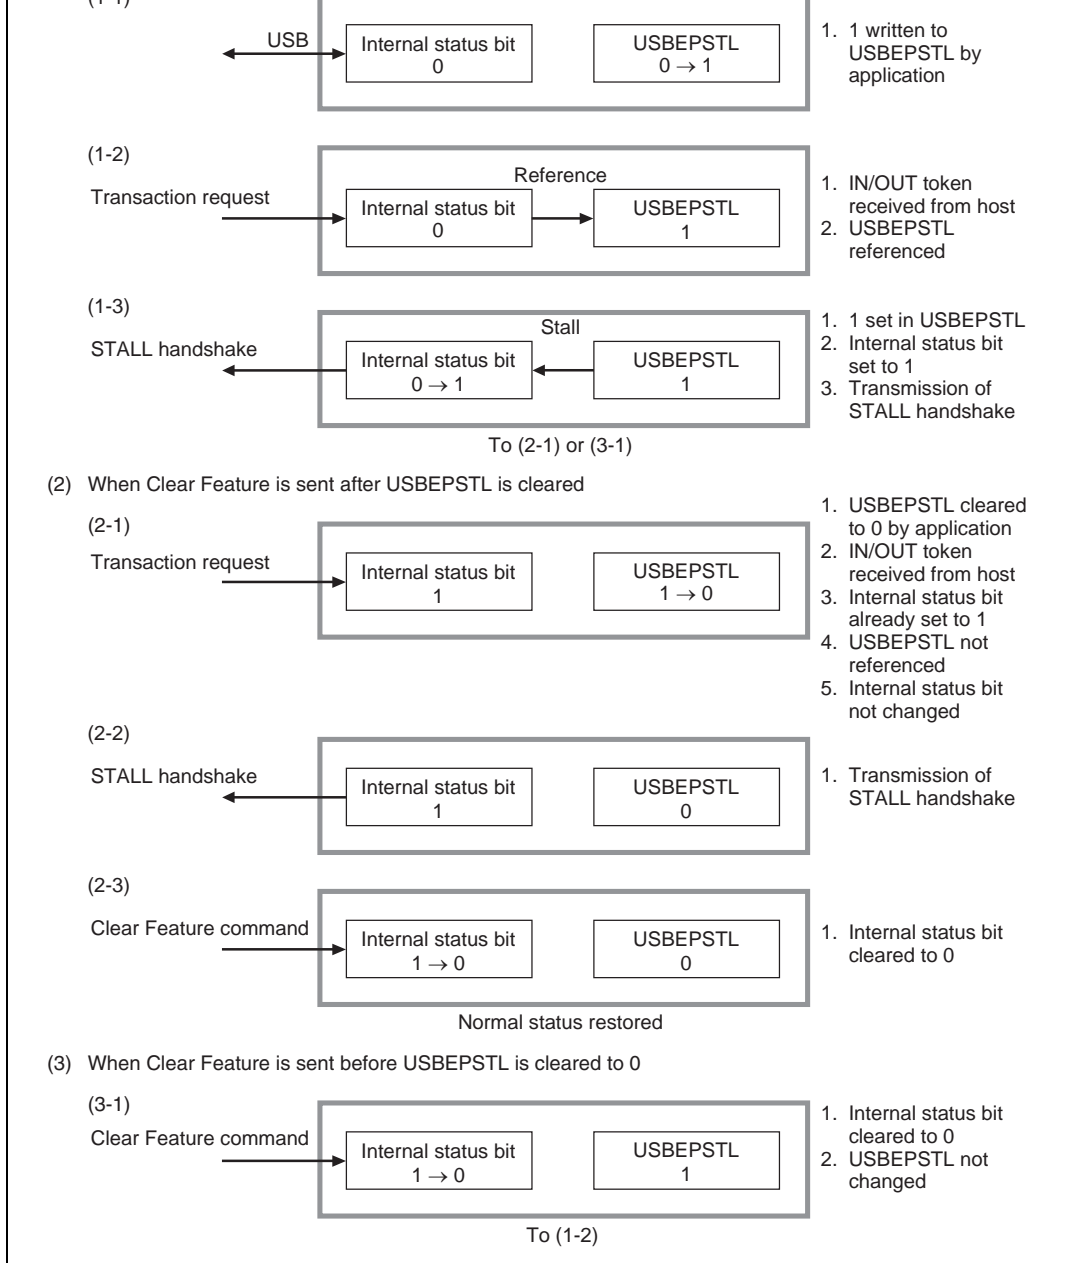 (1-1)
USB
Internal status bit
0
USBEPSTL
0 → 1
1. 1 written to
USBEPSTL by
application
(1-2)
Transaction request
Reference
Internal status bit
0
USBEPSTL
1
1. IN/OUT token
received from host
2. USBEPSTL
referenced
(1-3)
STALL handshake
Stall
Internal status bit
0 → 1
USBEPSTL
1
1. 1 set in USBEPSTL
2. Internal status bit
set to 1
3. Transmission of
STALL handshake
To (2-1) or (3-1)
(2) When Clear Feature is sent after USBEPSTL is cleared
(2-1)
Transaction request
Internal status bit
1
USBEPSTL
1 → 0
1. USBEPSTL cleared
to 0 by application
2. IN/OUT token
received from host
3. Internal status bit
already set to 1
4. USBEPSTL not
referenced
5. Internal status bit
not changed
(2-2)
STALL handshake
Internal status bit
1
USBEPSTL
0
1. Transmission of
STALL handshake
(2-3)
Clear Feature command
Internal status bit
1 → 0
USBEPSTL
0
1. Internal status bit
cleared to 0
Normal status restored
(3) When Clear Feature is sent before USBEPSTL is cleared to 0
(3-1)
Clear Feature command
Internal status bit
1 → 0
USBEPSTL
1
1. Internal status bit
cleared to 0
2. USBEPSTL not
changed
To (1-2)